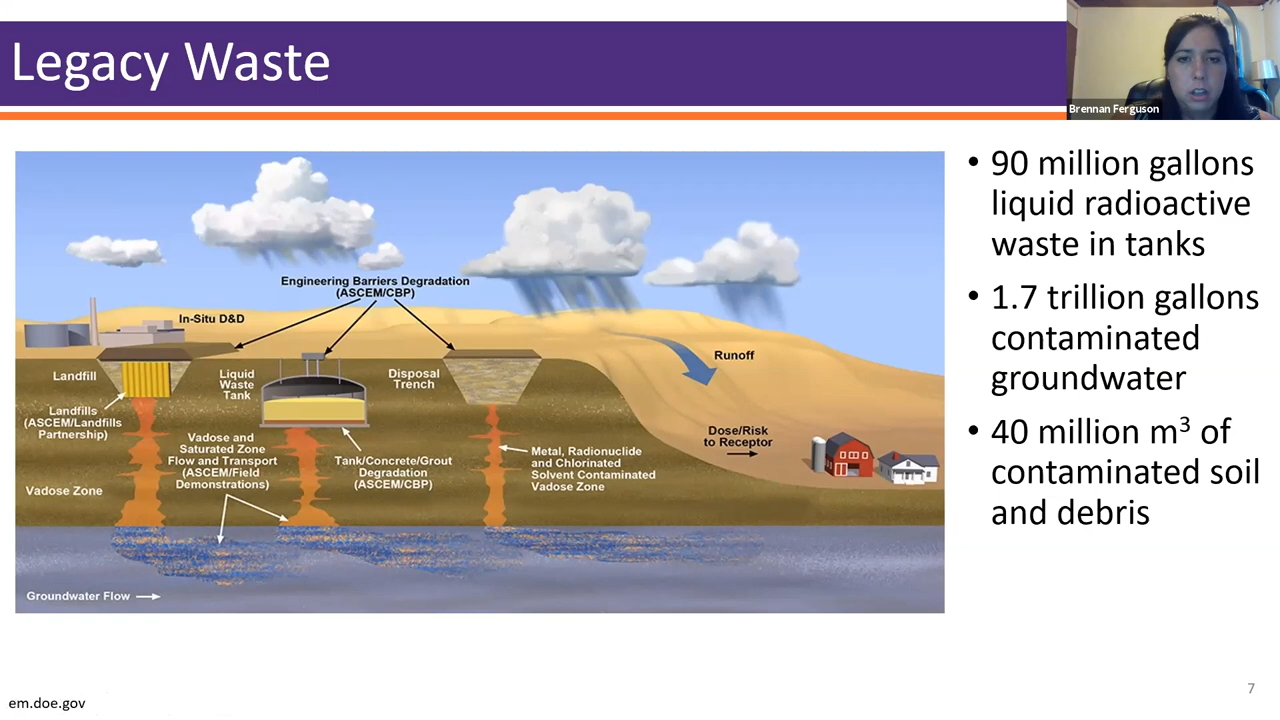 Legacy Waste
Brennan Ferguson
• 90 million gallons
liquid radioactive
waste in tanks
• 1.7 trillion gallons
contaminated
groundwater
• 40 million m³ of
contaminated soil
and debris
Engineering Barriers Degradation
(ASCEM/CBP)
In-Situ D&D
Landfill
Liquid
Waste
Tank
Disposal
Trench
Runoff
Landfills
(ASCEM/Landfills
Partnership)
Vadose and
Saturated Zone
Flow and Transport
(ASCEM/Field
Demonstrations)
Tank/Concrete/Grout
Degradation
(ASCEM/CBP)
Metal, Radionuclide
and Chlorinated
Solvent Contaminated
Vadose Zone
Dose/Risk
to Receptor
Vadose Zone
Groundwater Flow
em.doe.gov
7